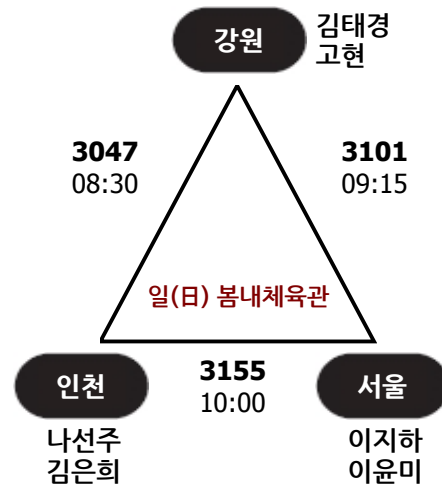 강원
김태경
고현
3047
08:30
3101
09:15
일(日) 봄내체육관
인천
3155
10:00
서울
나선주
김은희
이지하
이윤미